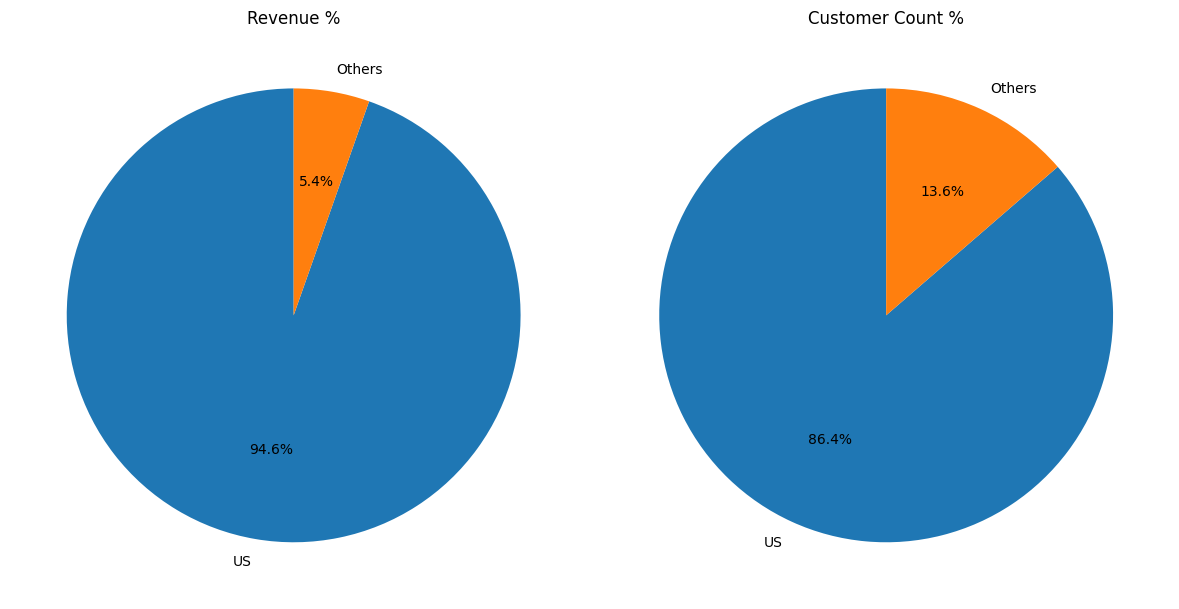 Revenue %
Others
5.4%
94.6%
US
Customer Count %
Others
13.6%
86.4%
US